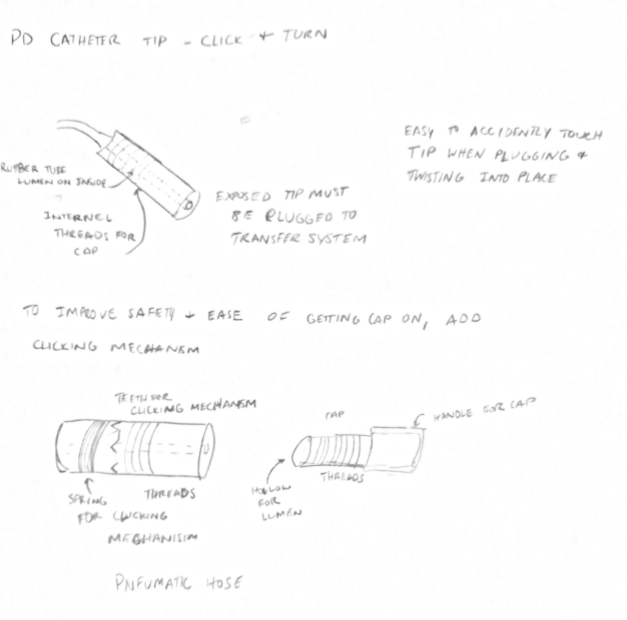 PD CATHETER TIP - CLICK + TURN
RUBBER TUBE
LUMEN ON INSIDE
INTERNEL
THREADS FOR
CAP
EXPOSED TIP MUST
BE PLUGGED TO
TRANSFER SYSTEM
EASY TO ACCIDENTLY TOUCH
TIP WHEN PLUGGING +
TWISTING INTO PLACE
TO IMPROVE SAFETY + EASE OF GETTING CAP ON, ADD
CLICKING MECHANISM
TEETH FOR
CLICKING MECHANISM
SPRING
FOR CLICKING
MECHANISIM
THREADS
CAP
HANDLE FOR CAP
THREADS
HOLLOW
FOR
LUMEN
PNEUMATIC HOSE